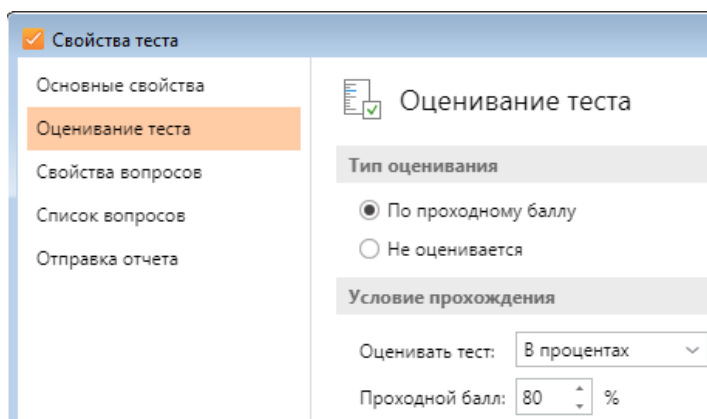 Свойства теста
Основные свойства
Оценивание теста
Свойства вопросов
Список вопросов
Отправка отчета
Оценивание теста
Тип оценивания
По проходному баллу
Не оценивается
Условие прохождения
Оценивать тест: В процентах
Проходной балл: 80 %